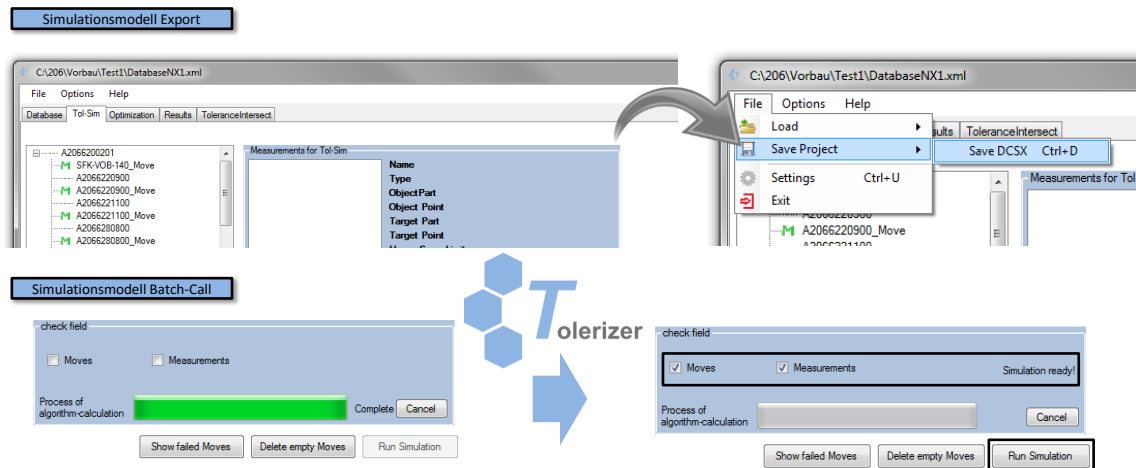 Simulationsmodell Export
C:\206\Vorbau\Test1\DatabaseNX1.xml
File Options Help
Database Tol-Sim Optimization Results ToleranceIntersect
A2066200201
SFK-VOB-140_Move
A2066220900
A2066220900_Move
A2066221100
A2066221100_Move
A2066280800
A2066280800_Move
Measurements for Tol-Sim
Name
Type
ObjectPart
Object Point
Target Part
Target Point
C:\206\Vorbau\Test1\DatabaseNX1.xml
File Options Help
Load
Save Project
Settings Ctrl+U
Exit
Save DCSX Ctrl+D
sults ToleranceIntersect
Measurements for Tol
A2066220900
A2066220900_Move
A2066221100
Simulationsmodell Batch-Call
check field
Moves Measurements
Process of
algorithm-calculation
Complete Cancel
Show failed Moves Delete empty Moves Run Simulation
Tolerizer
check field
Moves Measurements Simulation ready!
Process of
algorithm-calculation
Cancel
Show failed Moves Delete empty Moves Run Simulation